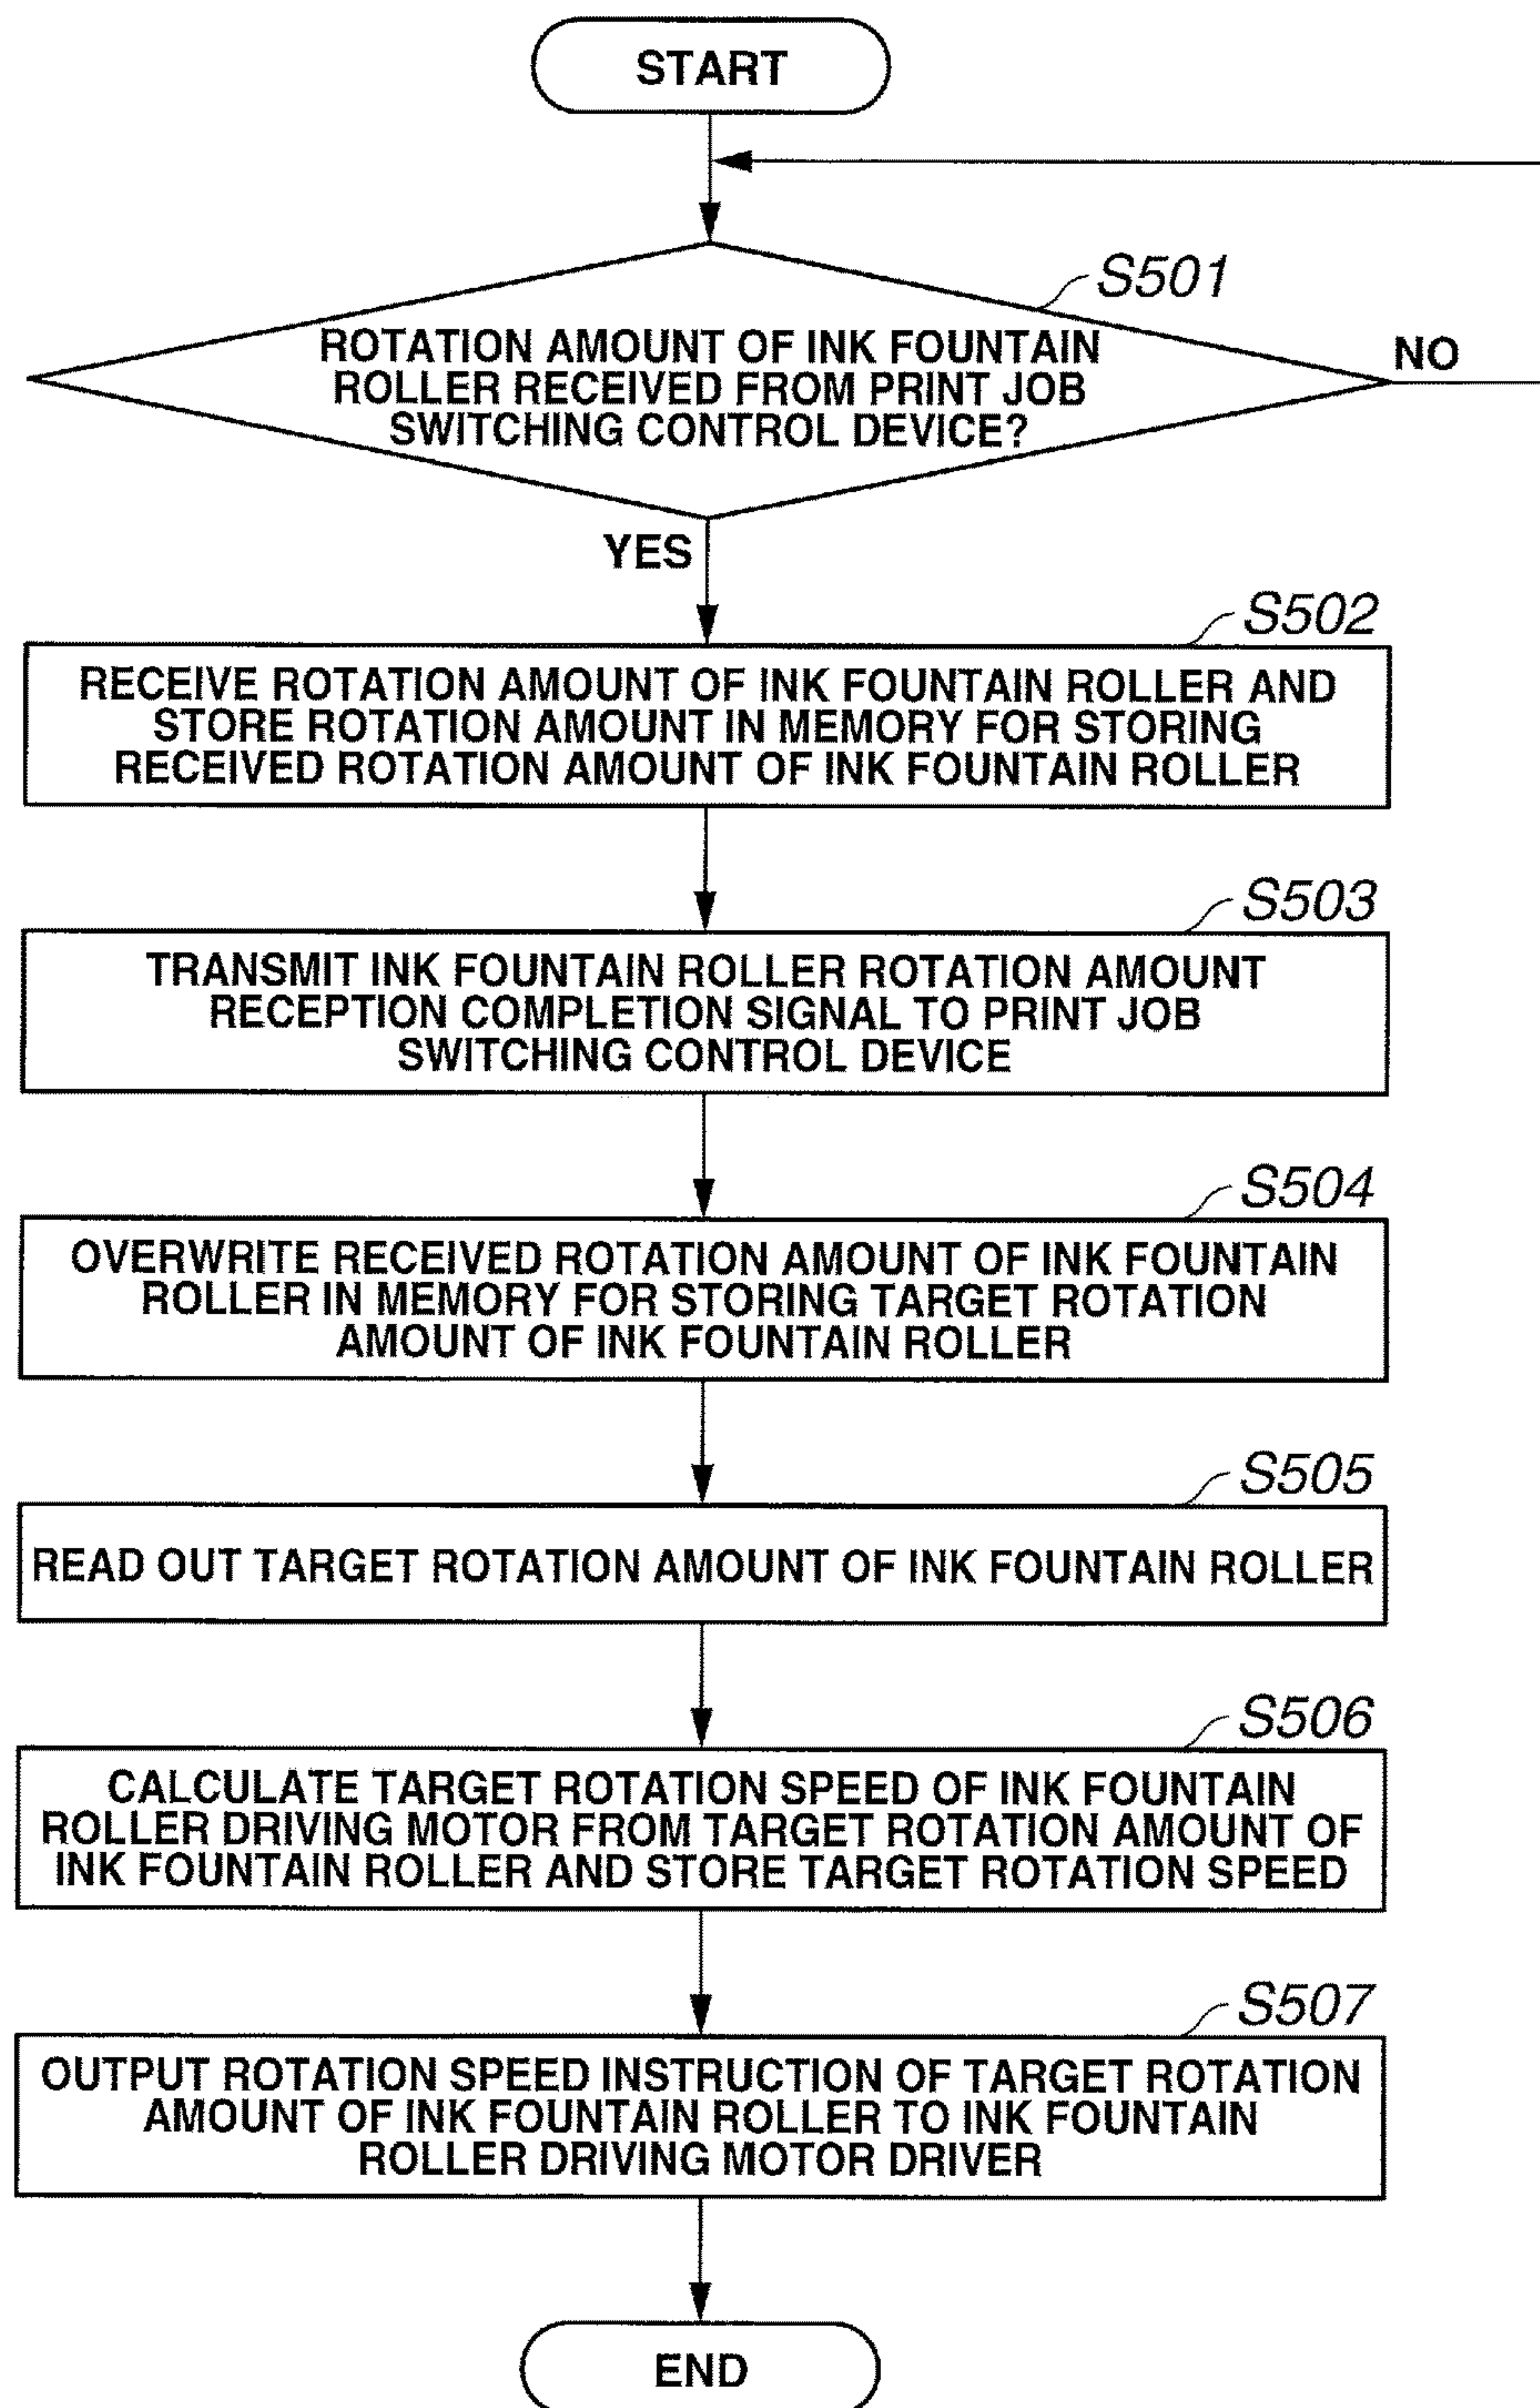 START
S501
ROTATION AMOUNT OF INK FOUNTAIN
ROLLER RECEIVED FROM PRINT JOB
SWITCHING CONTROL DEVICE?
NO
YES
S502
RECEIVE ROTATION AMOUNT OF INK FOUNTAIN ROLLER AND
STORE ROTATION AMOUNT IN MEMORY FOR STORING
RECEIVED ROTATION AMOUNT OF INK FOUNTAIN ROLLER
S503
TRANSMIT INK FOUNTAIN ROLLER ROTATION AMOUNT
RECEPTION COMPLETION SIGNAL TO PRINT JOB
SWITCHING CONTROL DEVICE
S504
OVERWRITE RECEIVED ROTATION AMOUNT OF INK FOUNTAIN
ROLLER IN MEMORY FOR STORING TARGET ROTATION
AMOUNT OF INK FOUNTAIN ROLLER
S505
READ OUT TARGET ROTATION AMOUNT OF INK FOUNTAIN ROLLER
S506
CALCULATE TARGET ROTATION SPEED OF INK FOUNTAIN
ROLLER DRIVING MOTOR FROM TARGET ROTATION AMOUNT OF
INK FOUNTAIN ROLLER AND STORE TARGET ROTATION SPEED
S507
OUTPUT ROTATION SPEED INSTRUCTION OF TARGET ROTATION
AMOUNT OF INK FOUNTAIN ROLLER TO INK FOUNTAIN
ROLLER DRIVING MOTOR DRIVER
END